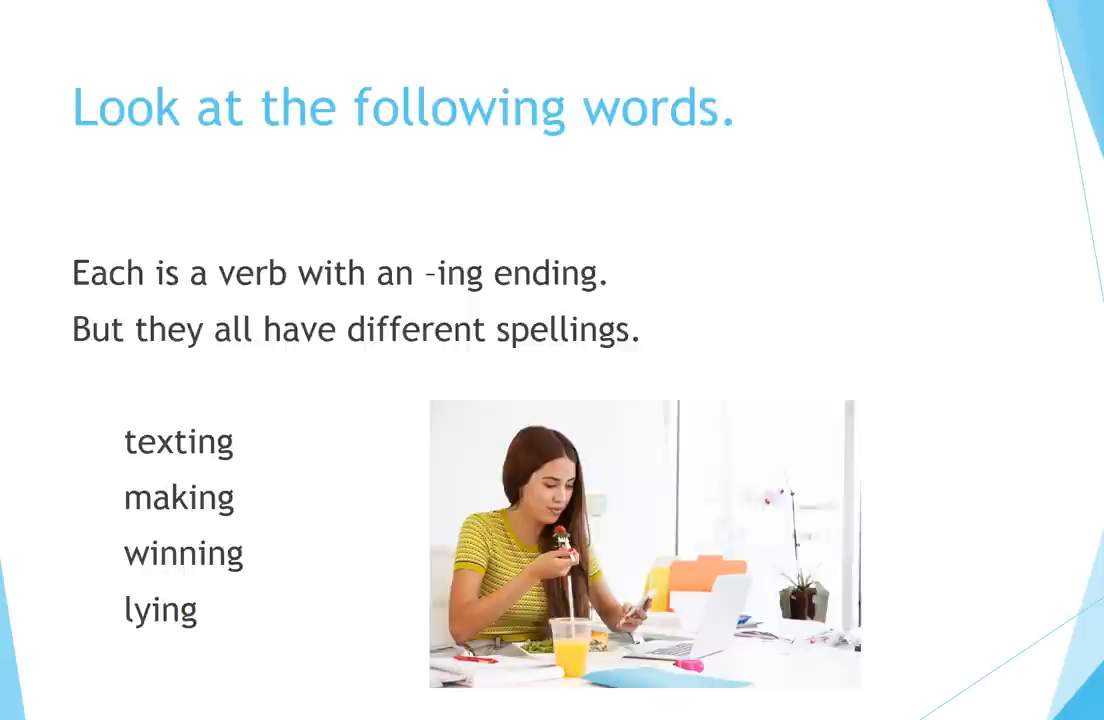 Look at the following words.
Each is a verb with an –ing ending.
But they all have different spellings.
texting
making
winning
lying